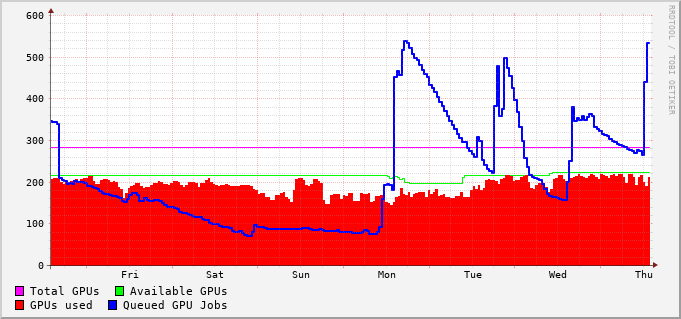 600
500
400
300
200
100
0
Fri Sat Sun Mon Tue Wed Thu
Total GPUs Available GPUs
GPUs used Queued GPU Jobs
RRDTOOL / TOBI OETIKER